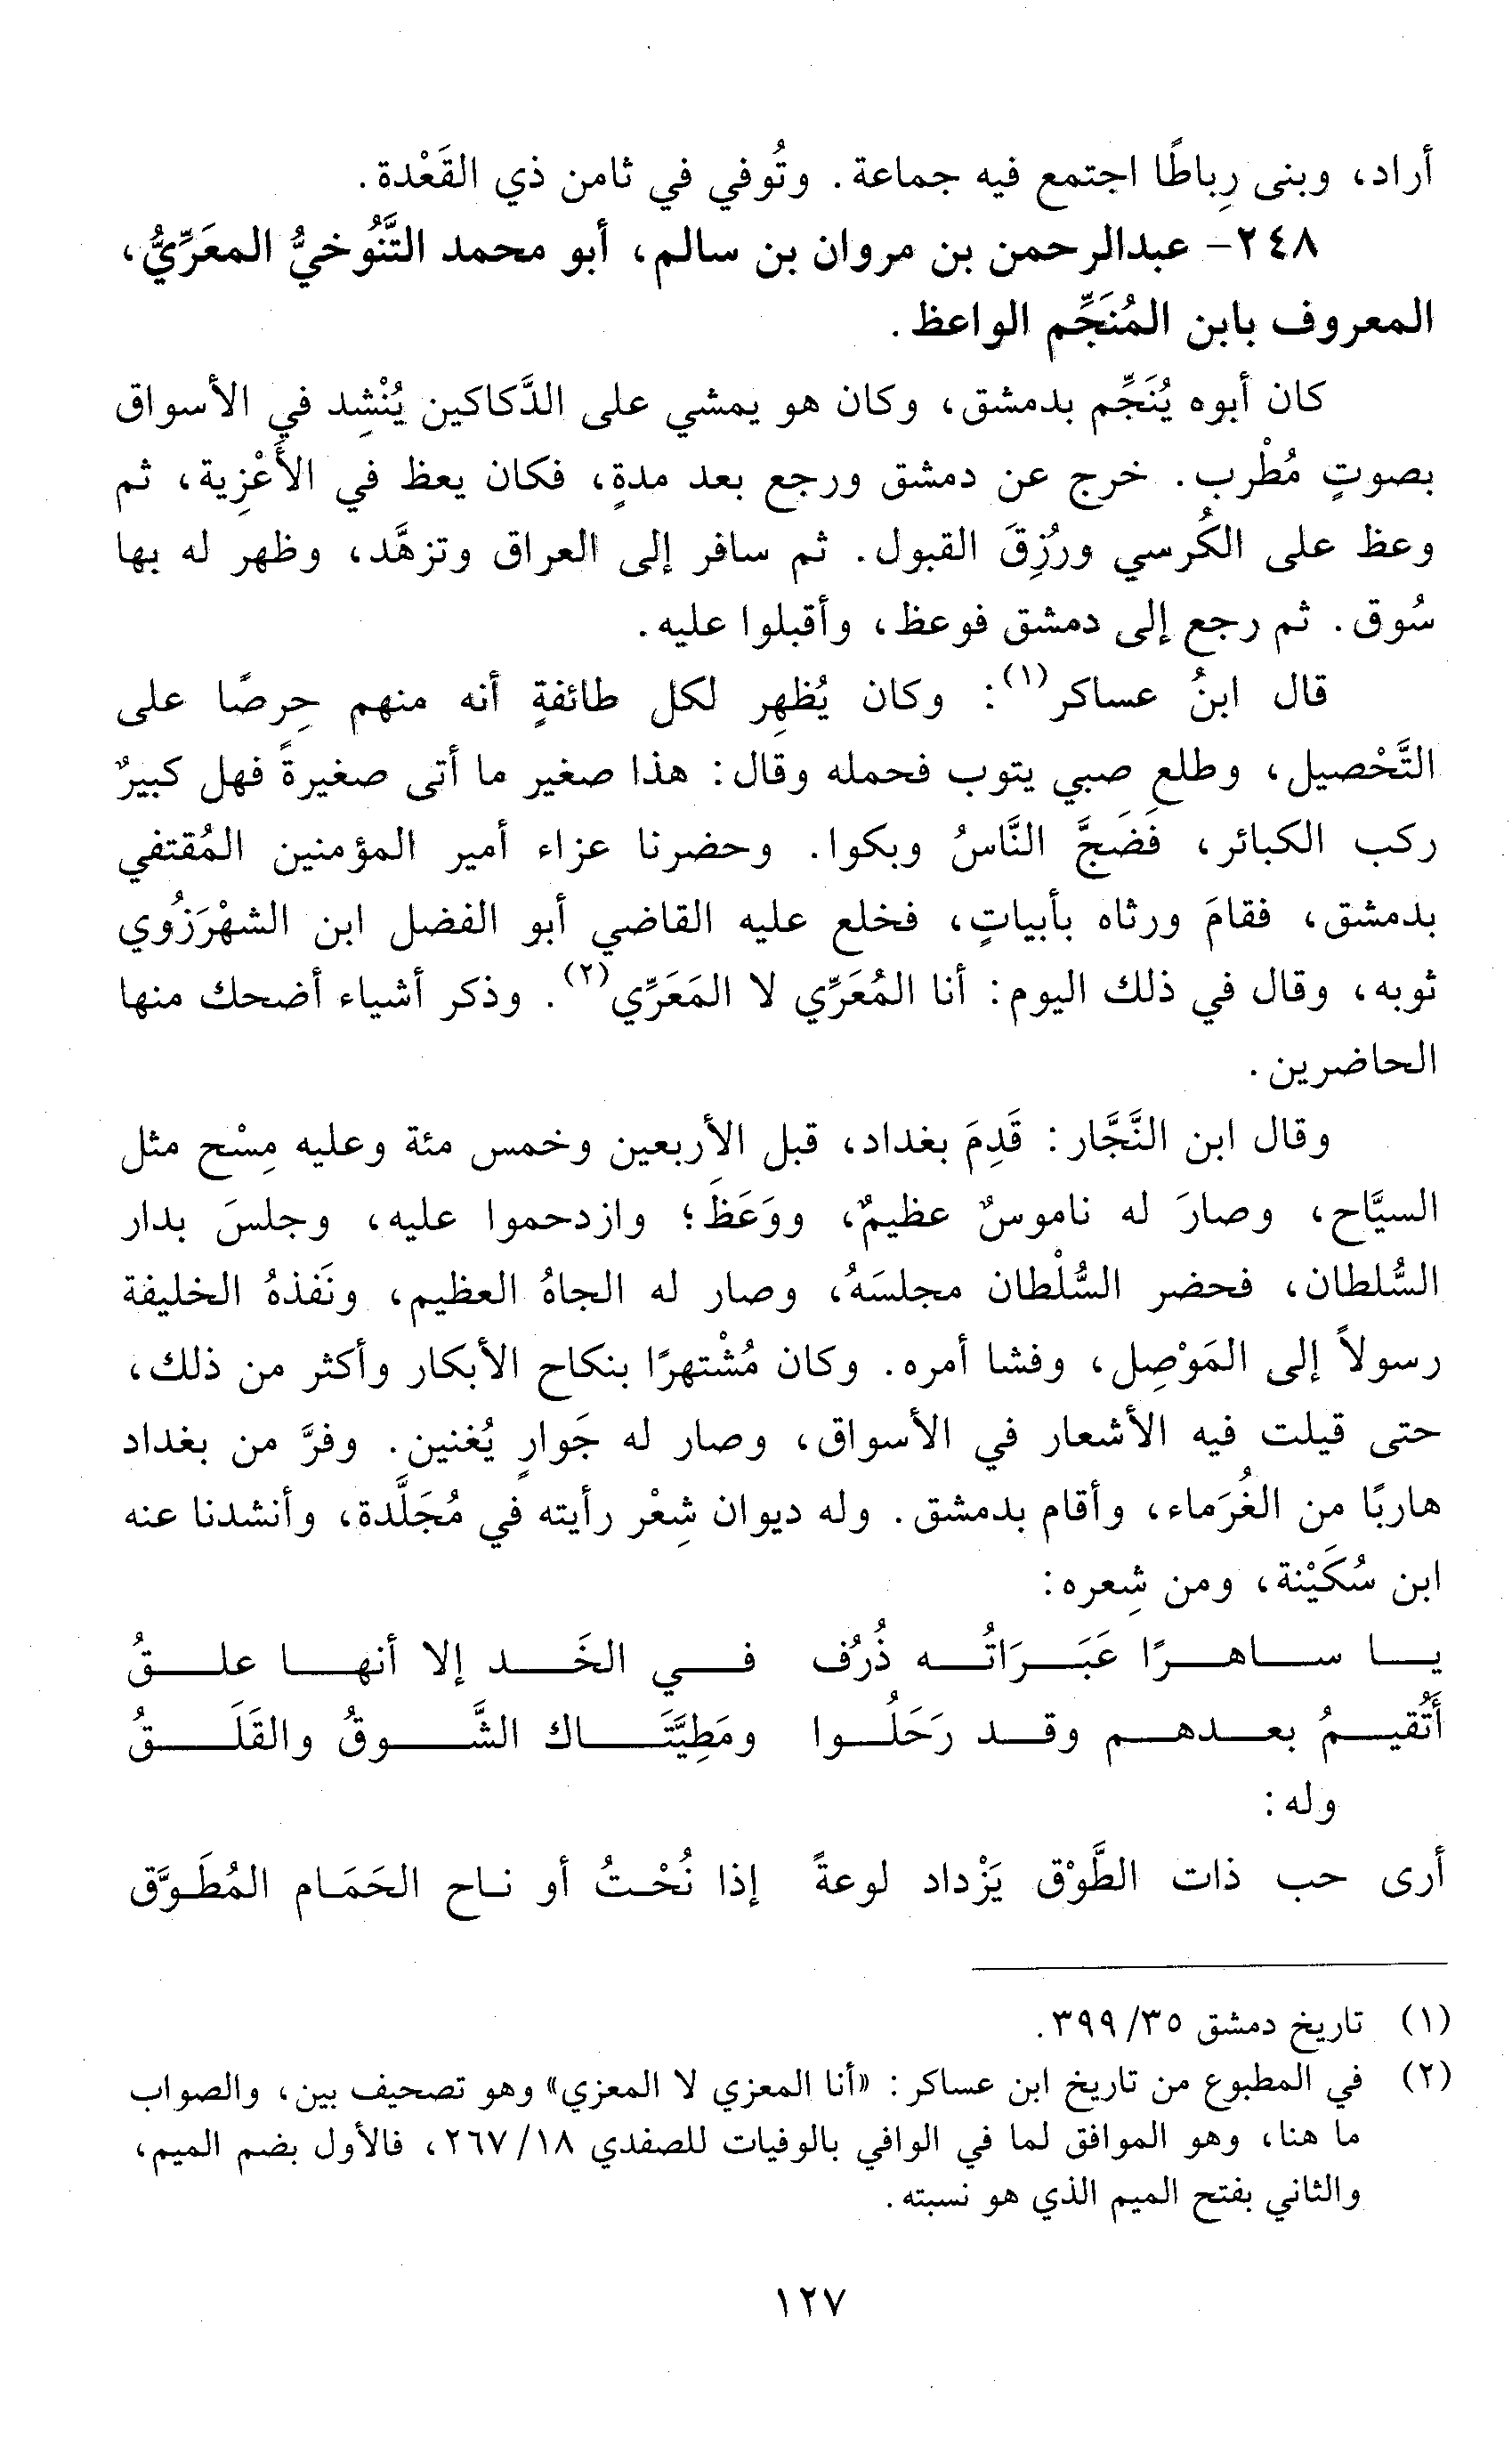 أراد، وبنى رِباطًا اجتمع فيه جماعة. وتُوفي في ثامن ذي القَعْدة.
٢٤٨- عبدالرحمن بن مروان بن سالم، أبو محمد التَّنُوخيُّ المعَرِّيُّ،
المعروف بابن المُنَجِّم الواعظ.
كان أبوه يُنَجِّم بدمشق، وكان هو يمشي على الدَّكاكين يُنْشِد في الأسواق
بصوتٍ مُطْرب. خرج عن دمشق ورجع بعد مدةٍ، فكان يعظ في الأَعْزِية، ثم
وعظ على الكُرسي ورُزِقَ القبول. ثم سافر إلى العراق وتزهَّد، وظهر له بها
سُوق. ثم رجع إلى دمشق فوعظ، وأقبلوا عليه.
قال ابنُ عساكر(١): وكان يُظهِر لكل طائفةٍ أنه منهم حِرصًا على
التَّحْصيل، وطلع صبي يتوب فحمله وقال: هذا صغير ما أتى صغيرةً فهل كبيرٌ
ركب الكبائر، فَضَجَّ النَّاسُ وبكوا. وحضرنا عزاء أمير المؤمنين المُقتفي
بدمشق، فقامَ ورثاه بأبياتٍ، فخلع عليه القاضي أبو الفضل ابن الشهْرَزُوي
ثوبه، وقال في ذلك اليوم: أنا المُعَرِّي لا المَعَرِّي(٢). وذكر أشياء أضحك منها
الحاضرين.
وقال ابن النَّجَّار: قَدِمَ بغداد، قبل الأربعين وخمس مئة وعليه مِسْح مثل
السيَّاح، وصارَ له ناموسٌ عظيمٌ، ووَعَظَ؛ وازدحموا عليه، وجلسَ بدار
السُّلطان، فحضر السُّلْطان مجلسَهُ، وصار له الجاهُ العظيم، ونَفذهُ الخليفة
رسولاً إلى المَوْصِل، وفشا أمره. وكان مُشْتهرًا بنكاح الأبكار وأكثر من ذلك،
حتى قيلت فيه الأشعار في الأسواق، وصار له جَوارٍ يُغنين. وفرَّ من بغداد
هاربًا من الغُرَماء، وأقام بدمشق. وله ديوان شِعْر رأيته في مُجَلَّدة، وأنشدنا عنه
ابن سُكَيْنة، ومن شِعره:
يا ساهرًا عَبَرَاتُه ذُرُف في الخَد إلا أنها علقُ
أَتُقيمُ بعدهم وقد رَحَلُوا ومَطِيَّتَاك الشَّوقُ والقَلَقُ
وله:
أرى حب ذات الطَّوْق يَزْداد لوعةً إذا نُحْتُ أو ناح الحَمَام المُطَوَّق
(١) تاريخ دمشق ٣٥/ ٣٩٩.
(٢) في المطبوع من تاريخ ابن عساكر: «أنا المعزي لا المعزي» وهو تصحيف بين، والصواب
ما هنا، وهو الموافق لما في الوافي بالوفيات للصفدي ١٨/ ٢٦٧، فالأول بضم الميم،
والثاني بفتح الميم الذي هو نسبته.
١٢٧